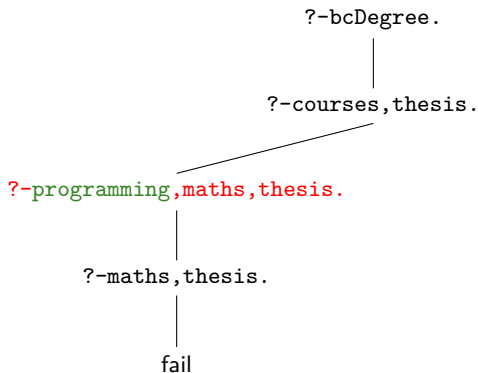 ?-bcDegree.
?-courses,thesis.
?-programming,maths,thesis.
?-maths,thesis.
fail